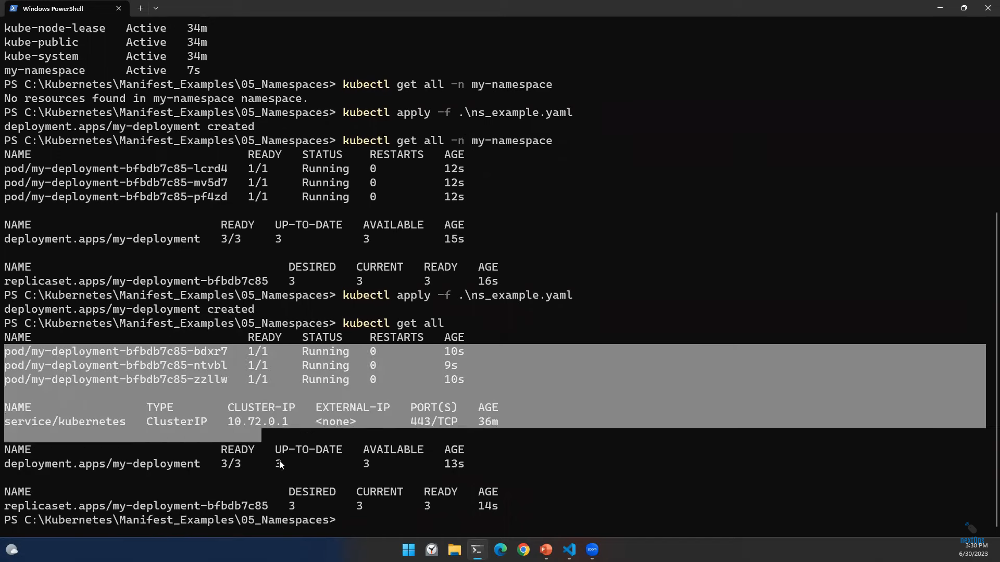 Windows PowerShell
kube-node-lease   Active   34m
kube-public       Active   34m
kube-system       Active   34m
my-namespace      Active   7s
PS C:\Kubernetes\Manifest_Examples\05_Namespaces> kubectl get all -n my-namespace
No resources found in my-namespace namespace.
PS C:\Kubernetes\Manifest_Examples\05_Namespaces> kubectl apply -f .\ns_example.yaml
deployment.apps/my-deployment created
PS C:\Kubernetes\Manifest_Examples\05_Namespaces> kubectl get all -n my-namespace
NAME                                READY   STATUS    RESTARTS   AGE
pod/my-deployment-bfbdb7c85-lcrd4   1/1     Running   0          12s
pod/my-deployment-bfbdb7c85-mv5d7   1/1     Running   0          12s
pod/my-deployment-bfbdb7c85-pf4zd   1/1     Running   0          12s
NAME                            READY   UP-TO-DATE   AVAILABLE   AGE
deployment.apps/my-deployment   3/3     3            3           15s
NAME                                      DESIRED   CURRENT   READY   AGE
replicaset.apps/my-deployment-bfbdb7c85   3         3         3       16s
PS C:\Kubernetes\Manifest_Examples\05_Namespaces> kubectl apply -f .\ns_example.yaml
deployment.apps/my-deployment created
PS C:\Kubernetes\Manifest_Examples\05_Namespaces> kubectl get all
NAME                                READY   STATUS    RESTARTS   AGE
pod/my-deployment-bfbdb7c85-bdxr7   1/1     Running   0          10s
pod/my-deployment-bfbdb7c85-ntvbl   1/1     Running   0          9s
pod/my-deployment-bfbdb7c85-zzllw   1/1     Running   0          10s
NAME                 TYPE        CLUSTER-IP   EXTERNAL-IP   PORT(S)   AGE
service/kubernetes   ClusterIP   10.72.0.1    <none>        443/TCP   36m
NAME                            READY   UP-TO-DATE   AVAILABLE   AGE
deployment.apps/my-deployment   3/3     3            3           13s
NAME                                      DESIRED   CURRENT   READY   AGE
replicaset.apps/my-deployment-bfbdb7c85   3         3         3       14s
PS C:\Kubernetes\Manifest_Examples\05_Namespaces>
nextOps
zoom
3:30 PM
6/30/2023